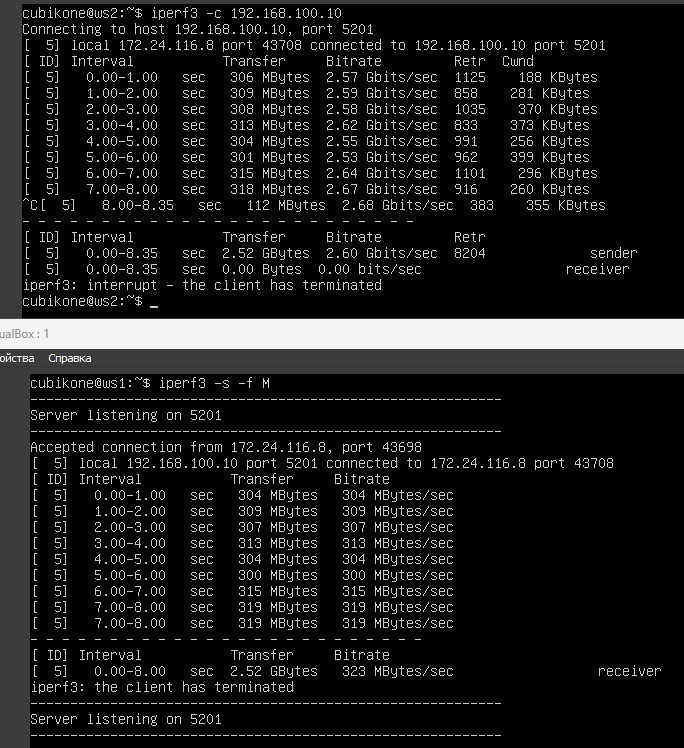 cubikone@ws2:~$ iperf3 -c 192.168.100.10
Connecting to host 192.168.100.10, port 5201
[  5] local 172.24.116.8 port 43708 connected to 192.168.100.10 port 5201
[ ID] Interval           Transfer     Bitrate         Retr  Cwnd
[  5]   0.00-1.00   sec   306 MBytes  2.57 Gbits/sec  1125    188 KBytes
[  5]   1.00-2.00   sec   309 MBytes  2.59 Gbits/sec  858    281 KBytes
[  5]   2.00-3.00   sec   308 MBytes  2.58 Gbits/sec  1035    370 KBytes
[  5]   3.00-4.00   sec   313 MBytes  2.62 Gbits/sec  833    373 KBytes
[  5]   4.00-5.00   sec   304 MBytes  2.55 Gbits/sec  991    256 KBytes
[  5]   5.00-6.00   sec   301 MBytes  2.53 Gbits/sec  962    399 KBytes
[  5]   6.00-7.00   sec   315 MBytes  2.64 Gbits/sec  1101    296 KBytes
[  5]   7.00-8.00   sec   318 MBytes  2.67 Gbits/sec  916    260 KBytes
^C[  5]   8.00-8.35   sec   112 MBytes  2.68 Gbits/sec  383    355 KBytes
- - - - - - - - - - - - - - - - - - - - - - - - -
[ ID] Interval           Transfer     Bitrate         Retr
[  5]   0.00-8.35   sec  2.52 GBytes  2.60 Gbits/sec  8204             sender
[  5]   0.00-8.35   sec  0.00 Bytes  0.00 bits/sec                  receiver
iperf3: interrupt - the client has terminated
cubikone@ws2:~$ _
ualBox : 1
ойства Справка
cubikone@ws1:~$ iperf3 -s -f M
-----------------------------------------------------------
Server listening on 5201
-----------------------------------------------------------
Accepted connection from 172.24.116.8, port 43698
[  5] local 192.168.100.10 port 5201 connected to 172.24.116.8 port 43708
[ ID] Interval           Transfer     Bitrate
[  5]   0.00-1.00   sec   304 MBytes   304 MBytes/sec
[  5]   1.00-2.00   sec   309 MBytes   309 MBytes/sec
[  5]   2.00-3.00   sec   307 MBytes   307 MBytes/sec
[  5]   3.00-4.00   sec   313 MBytes   313 MBytes/sec
[  5]   4.00-5.00   sec   304 MBytes   304 MBytes/sec
[  5]   5.00-6.00   sec   300 MBytes   300 MBytes/sec
[  5]   6.00-7.00   sec   315 MBytes   315 MBytes/sec
[  5]   7.00-8.00   sec   319 MBytes   319 MBytes/sec
[  5]   7.00-8.00   sec   319 MBytes   319 MBytes/sec
- - - - - - - - - - - - - - - - - - - - - - - - -
[ ID] Interval           Transfer     Bitrate
[  5]   0.00-8.00   sec  2.52 GBytes   323 MBytes/sec                  receiver
iperf3: the client has terminated
-----------------------------------------------------------
Server listening on 5201
-----------------------------------------------------------